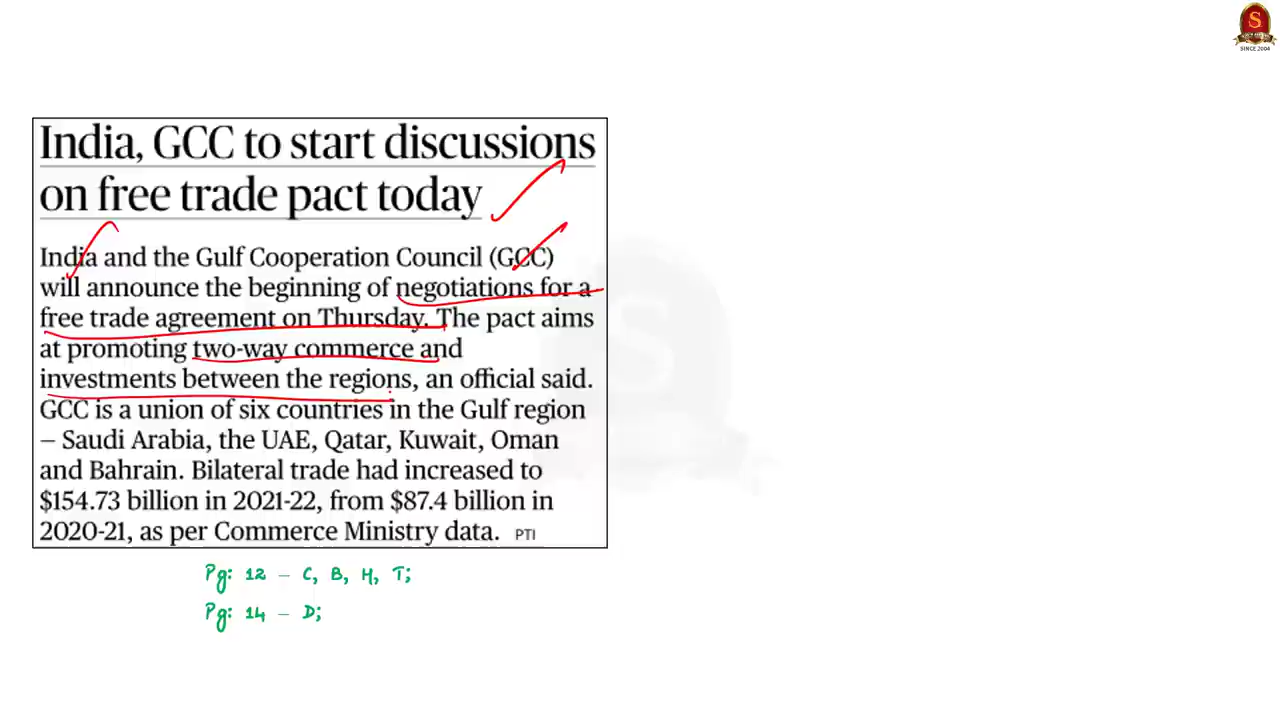 S
SINCE 2004
India, GCC to start discussions
on free trade pact today
India and the Gulf Cooperation Council (GCC)
will announce the beginning of negotiations for a
free trade agreement on Thursday. The pact aims
at promoting two-way commerce and
investments between the regions, an official said.
GCC is a union of six countries in the Gulf region
– Saudi Arabia, the UAE, Qatar, Kuwait, Oman
and Bahrain. Bilateral trade had increased to
$154.73 billion in 2021-22, from $87.4 billion in
2020-21, as per Commerce Ministry data. PTI
Pg: 12 – C, B, H, T;
Pg: 14 – D;